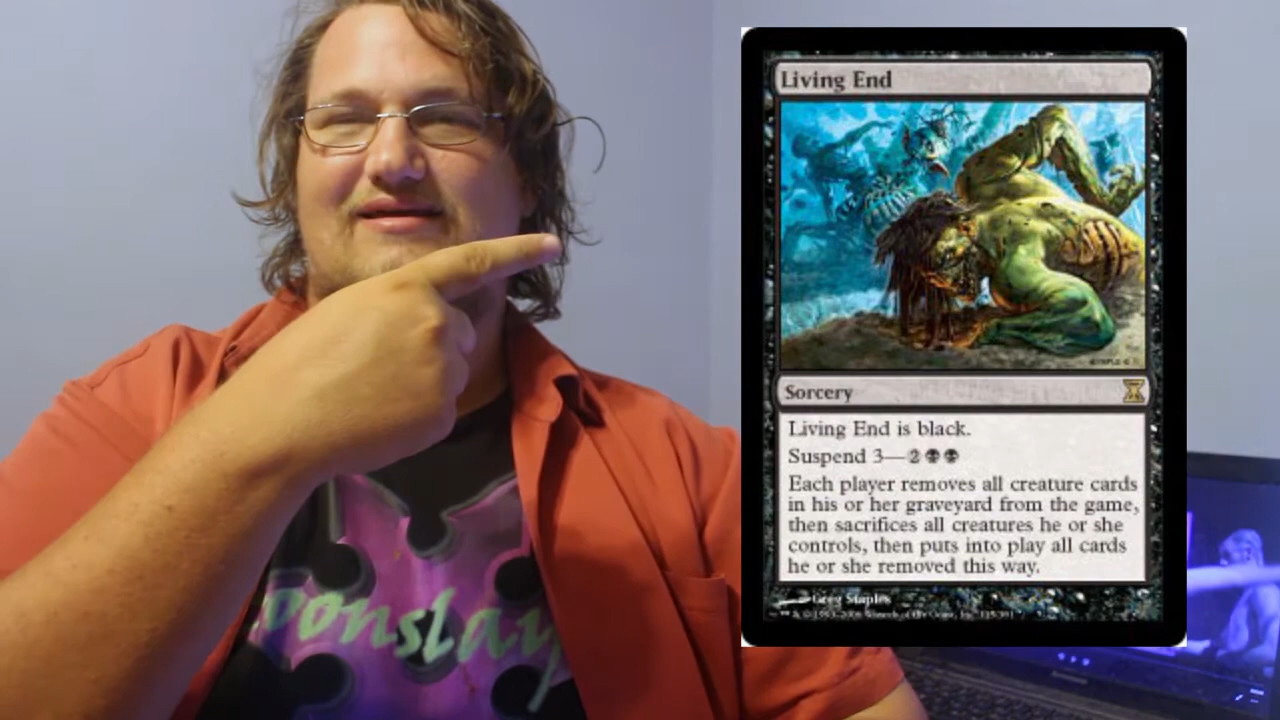 Living End
Sorcery
Living End is black.
Suspend 3—2
Each player removes all creature cards
in his or her graveyard from the game,
then sacrifices all creatures he or she
controls, then puts into play all cards
he or she removed this way.
Greg Staples